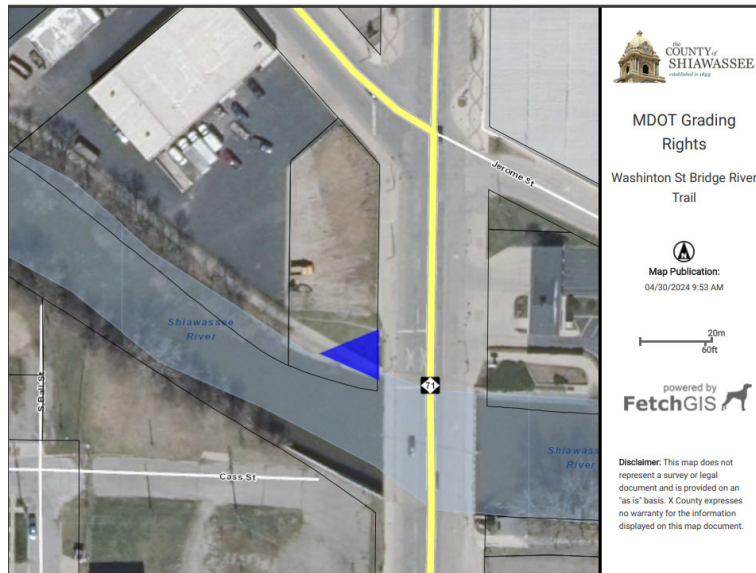 the
COUNTY of
SHIAWASSEE
established in 1835
MDOT Grading
Rights
Washinton St Bridge River
Trail
N
Map Publication:
04/30/2024 9:53 AM
20m
60ft
powered by
FetchGIS
Disclaimer: This map does not
represent a survey or legal
document and is provided on an
"as is" basis. X County expresses
no warranty for the information
displayed on this map document.
Jerome St
Shiawassee
River
71
S Ball St
Cass St
Shiawass
River